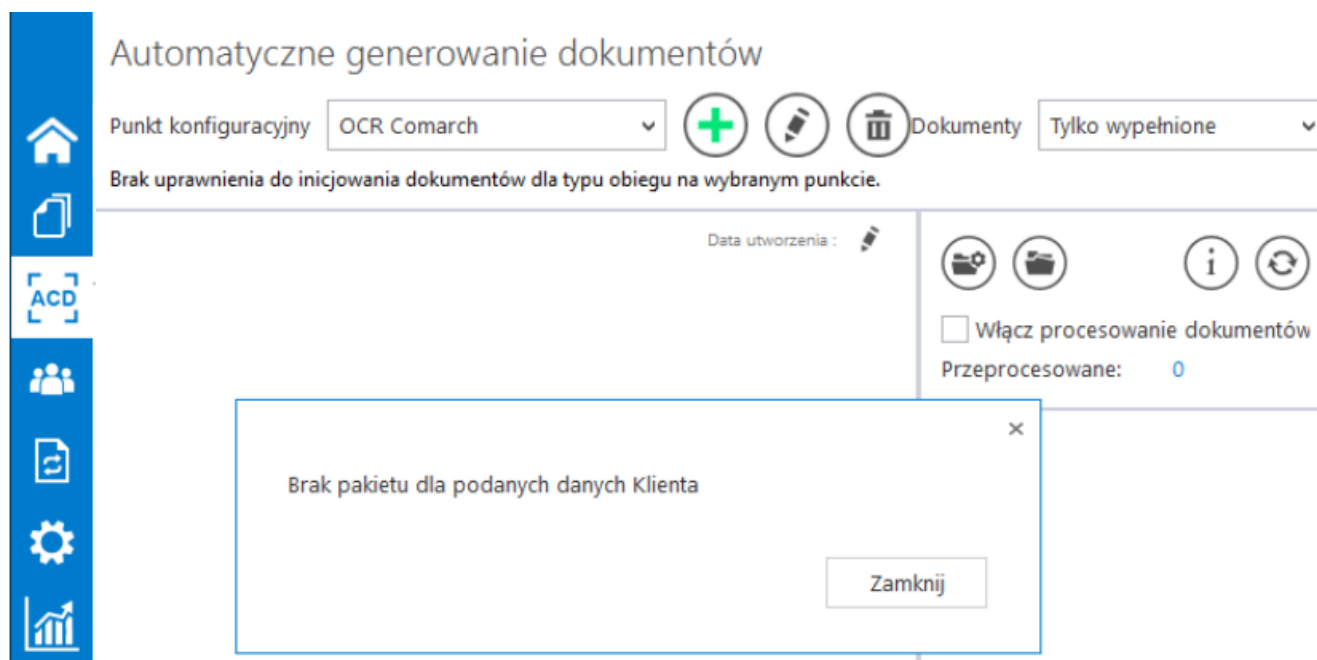 Automatyczne generowanie dokumentów
Punkt konfiguracyjny OCR Comarch Dokumenty Tylko wypełnione
Brak uprawnienia do inicjowania dokumentów dla typu obiegu na wybranym punkcie.
Data utworzenia :
ACD
Włącz procesowanie dokumentów
Przeprocesowane: 0
Brak pakietu dla podanych danych Klienta
Zamknij